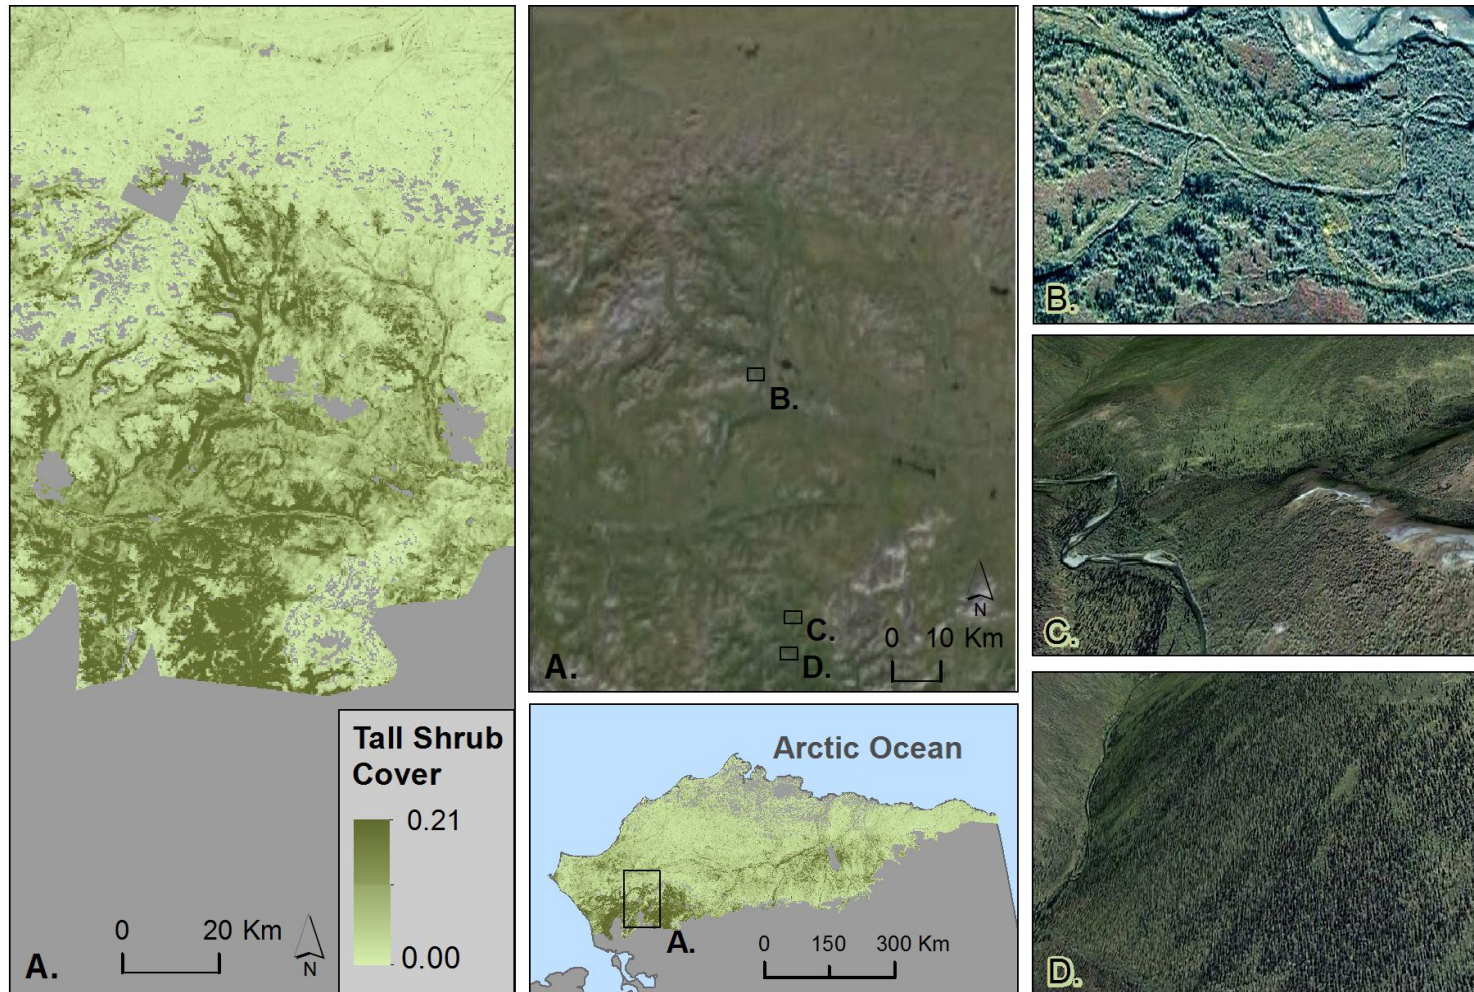 Tall Shrub
Cover
0.21
0.00
0 20 Km
N
A.
B.
C.
D.
N
0 10 Km
A.
Arctic Ocean
A.
0 150 300 Km
B.
C.
D.